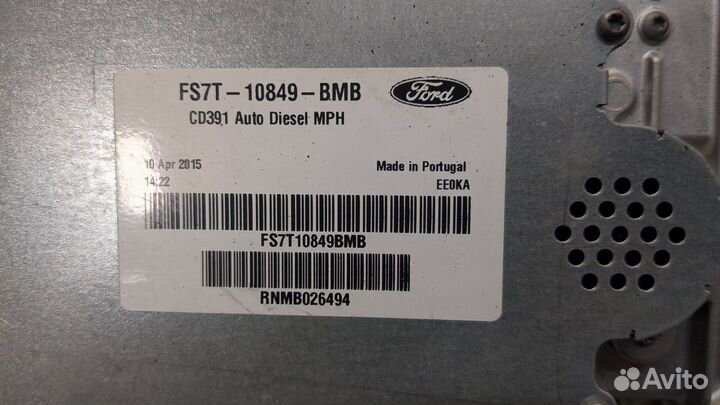 FS7T-10849-BMB
Ford
CD391 Auto Diesel MPH
10 Apr 2015
Made in Portugal
14:22
EE0KA
FS7T10849BMB
RNMB026494
Avito